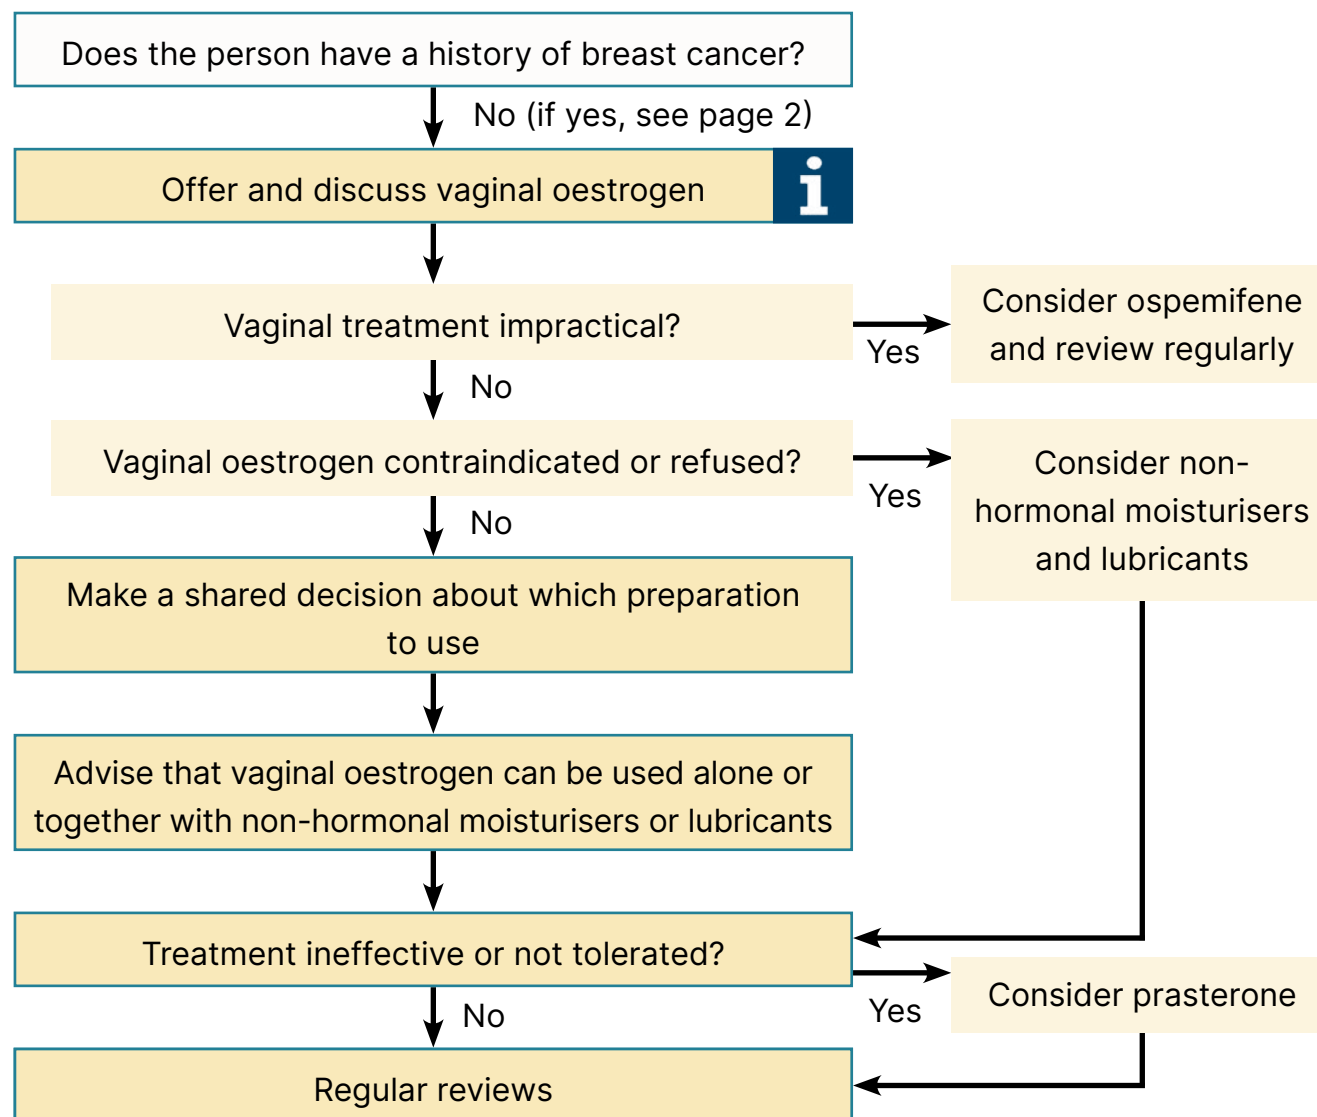 Does the person have a history of breast cancer?
No (if yes, see page 2)
Offer and discuss vaginal oestrogen
i
Vaginal treatment impractical?
Yes
Consider ospemifene
and review regularly
No
Vaginal oestrogen contraindicated or refused?
Yes
Consider non-
hormonal moisturisers
and lubricants
No
Make a shared decision about which preparation
to use
Advise that vaginal oestrogen can be used alone or
together with non-hormonal moisturisers or lubricants
Treatment ineffective or not tolerated?
Yes
Consider prasterone
No
Regular reviews